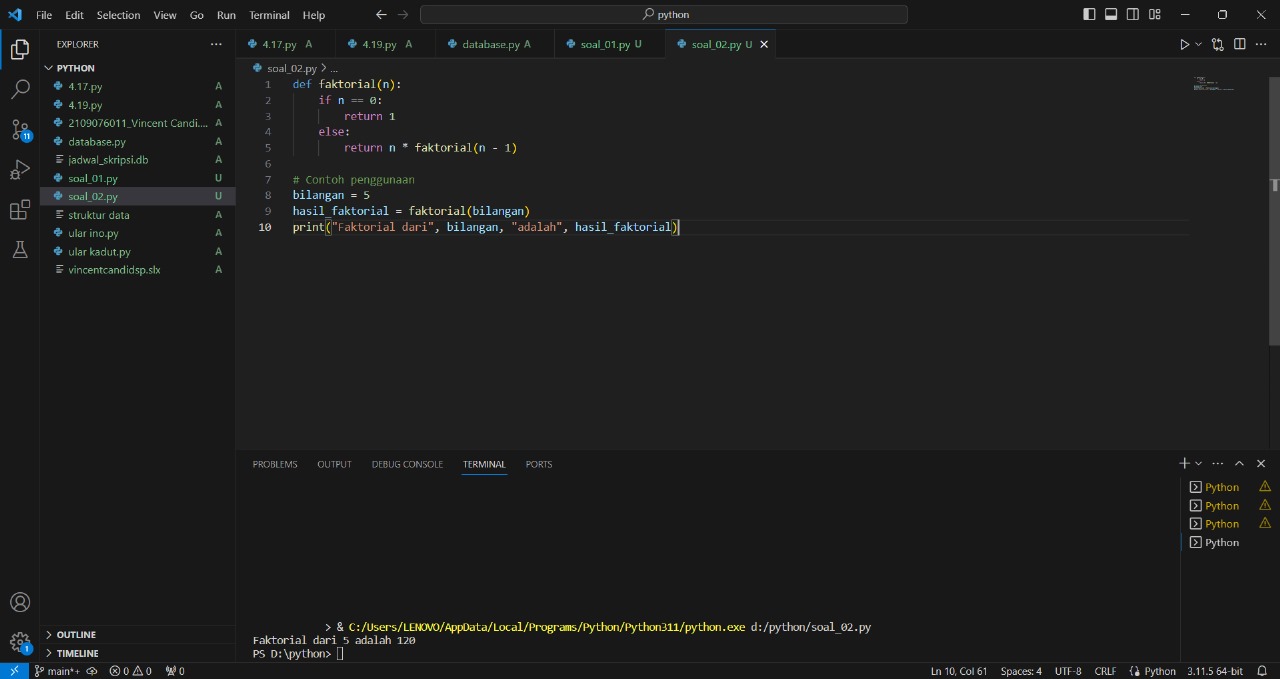 File Edit Selection View Go Run Terminal Help
python
EXPLORER
PYTHON
4.17.py A
4.19.py A
2109076011_Vincent Candi.... A
database.py A
jadwal_skripsi.db A
soal_01.py U
soal_02.py U
struktur data A
ular ino.py A
ular kadut.py A
vincentcandidsp.slx A
OUTLINE
TIMELINE
11
1
4.17.py A 4.19.py A database.py A soal_01.py U soal_02.py U
soal_02.py > ...
1 def faktorial(n):
2 if n == 0:
3 return 1
4 else:
5 return n * faktorial(n - 1)
6
7 # Contoh penggunaan
8 bilangan = 5
9 hasil_faktorial = faktorial(bilangan)
10 print("Faktorial dari", bilangan, "adalah", hasil_faktorial)
PROBLEMS OUTPUT DEBUG CONSOLE TERMINAL PORTS
Python
Python
Python
Python
> & C:/Users/LENOVO/AppData/Local/Programs/Python/Python311/python.exe d:/python/soal_02.py
Faktorial dari 5 adalah 120
PS D:\python>
main*+ 0 0 0 Ln 10, Col 61 Spaces: 4 UTF-8 CRLF Python 3.11.5 64-bit